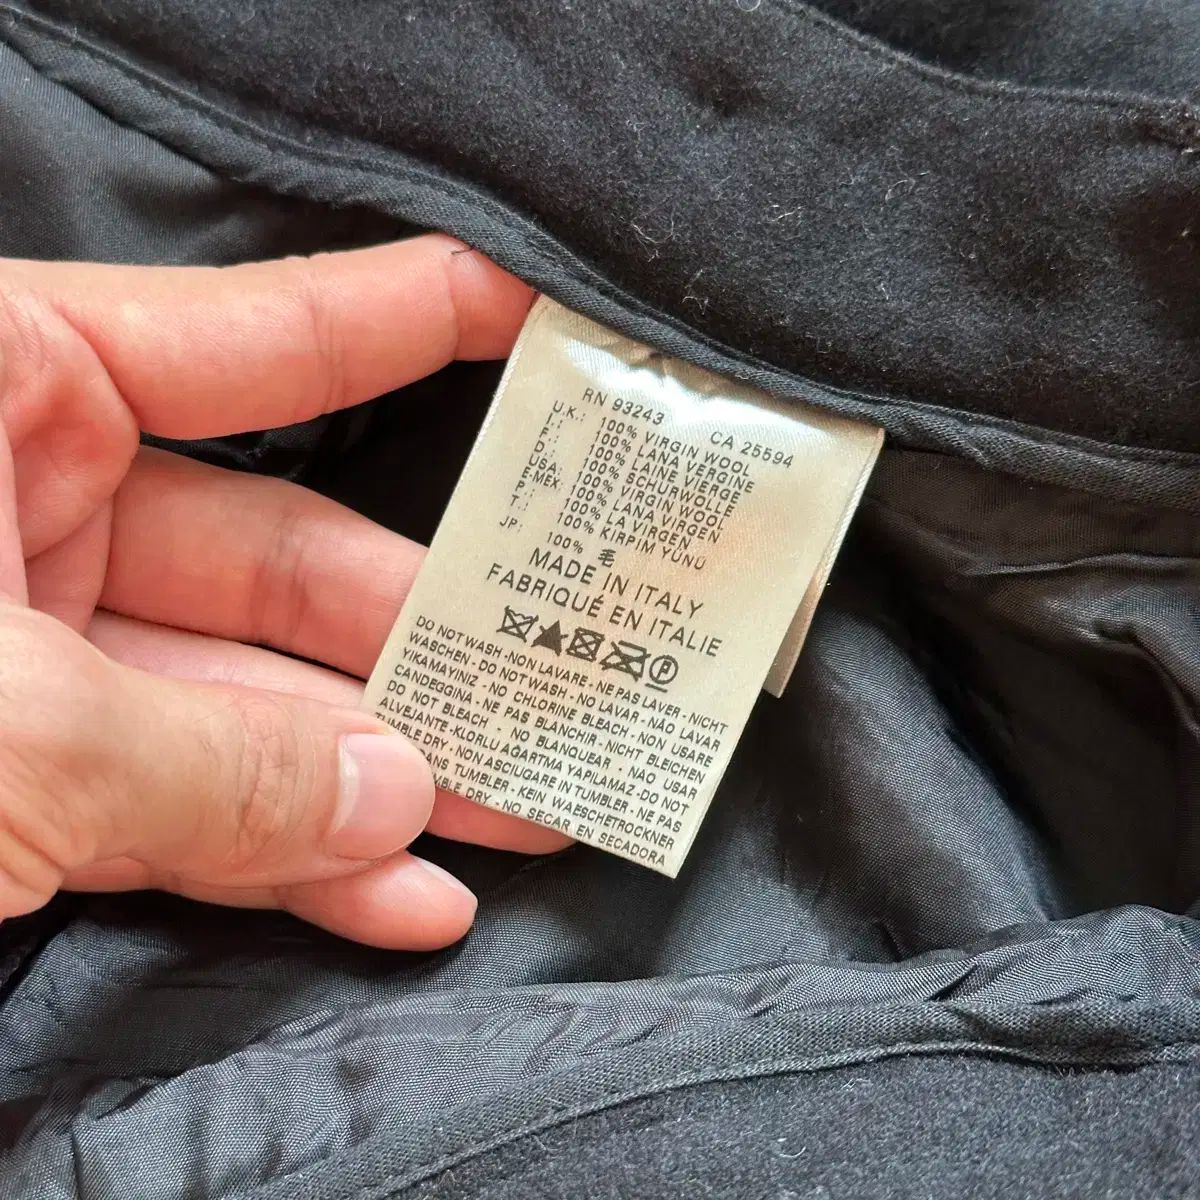 RN 93243 CA 25594
U.K.: 100% VIRGIN WOOL
I.: 100% LANA VERGINE
F.: 100% LAINE VIERGE
D.: 100% SCHURWOLLE
USA: 100% VIRGIN WOOL
E-MEX: 100% LANA VIRGEN
P.: 100% LA VIRGEN
T.: 100% KIRPIM YÜNÜ
JP: 100% 毛
MADE IN ITALY
FABRIQUÉ EN ITALIE
DO NOT WASH - NON LAVARE - NE PAS LAVER - NICHT
WASCHEN - DO NOT WASH - NO LAVAR - NÃO LAVAR
YIKAMAYINIZ - NO CHLORINE BLEACH - NON USARE
CANDEGGINA - NE PAS BLANCHIR - NICHT BLEICHEN
DO NOT BLEACH - NO BLANQUEAR - NAO USAR
ALVEJANTE - KLORLU AĞARTMA YAPILAMAZ - DO NOT
TUMBLE DRY - NON ASCIUGARE IN TUMBLER - NE PAS
DANS TUMBLER - KEIN WAESCHETROCKNER
DRY - NO SECAR EN SECADORA